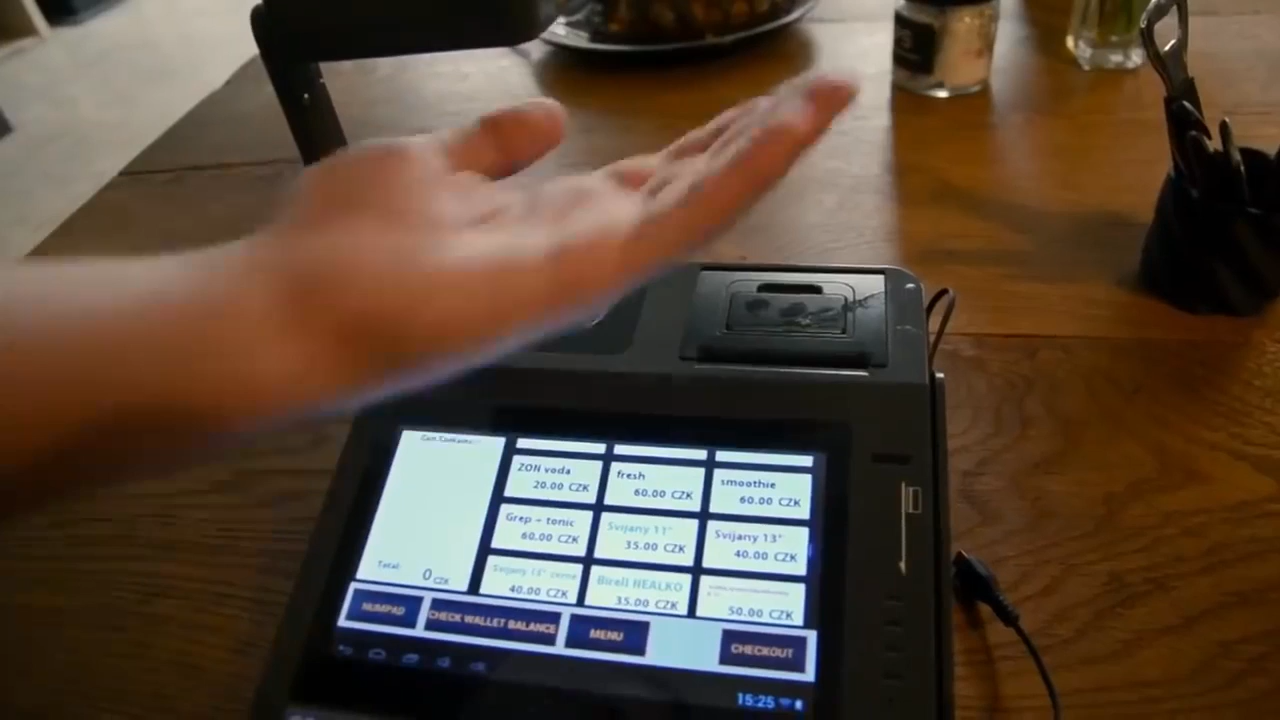 ZON voda
20.00 CZK
fresh
60.00 CZK
smoothie
60.00 CZK
Grep - tonic
60.00 CZK
Svijany 11°
35.00 CZK
Svijany 13°
40.00 CZK
Svijany
40.00 CZK
Birell NEALKO
35.00 CZK
50.00 CZK
Total:
0 CZK
NUMPAD
CHECK WALLET BALANCE
MENU
CHECKOUT
15:25